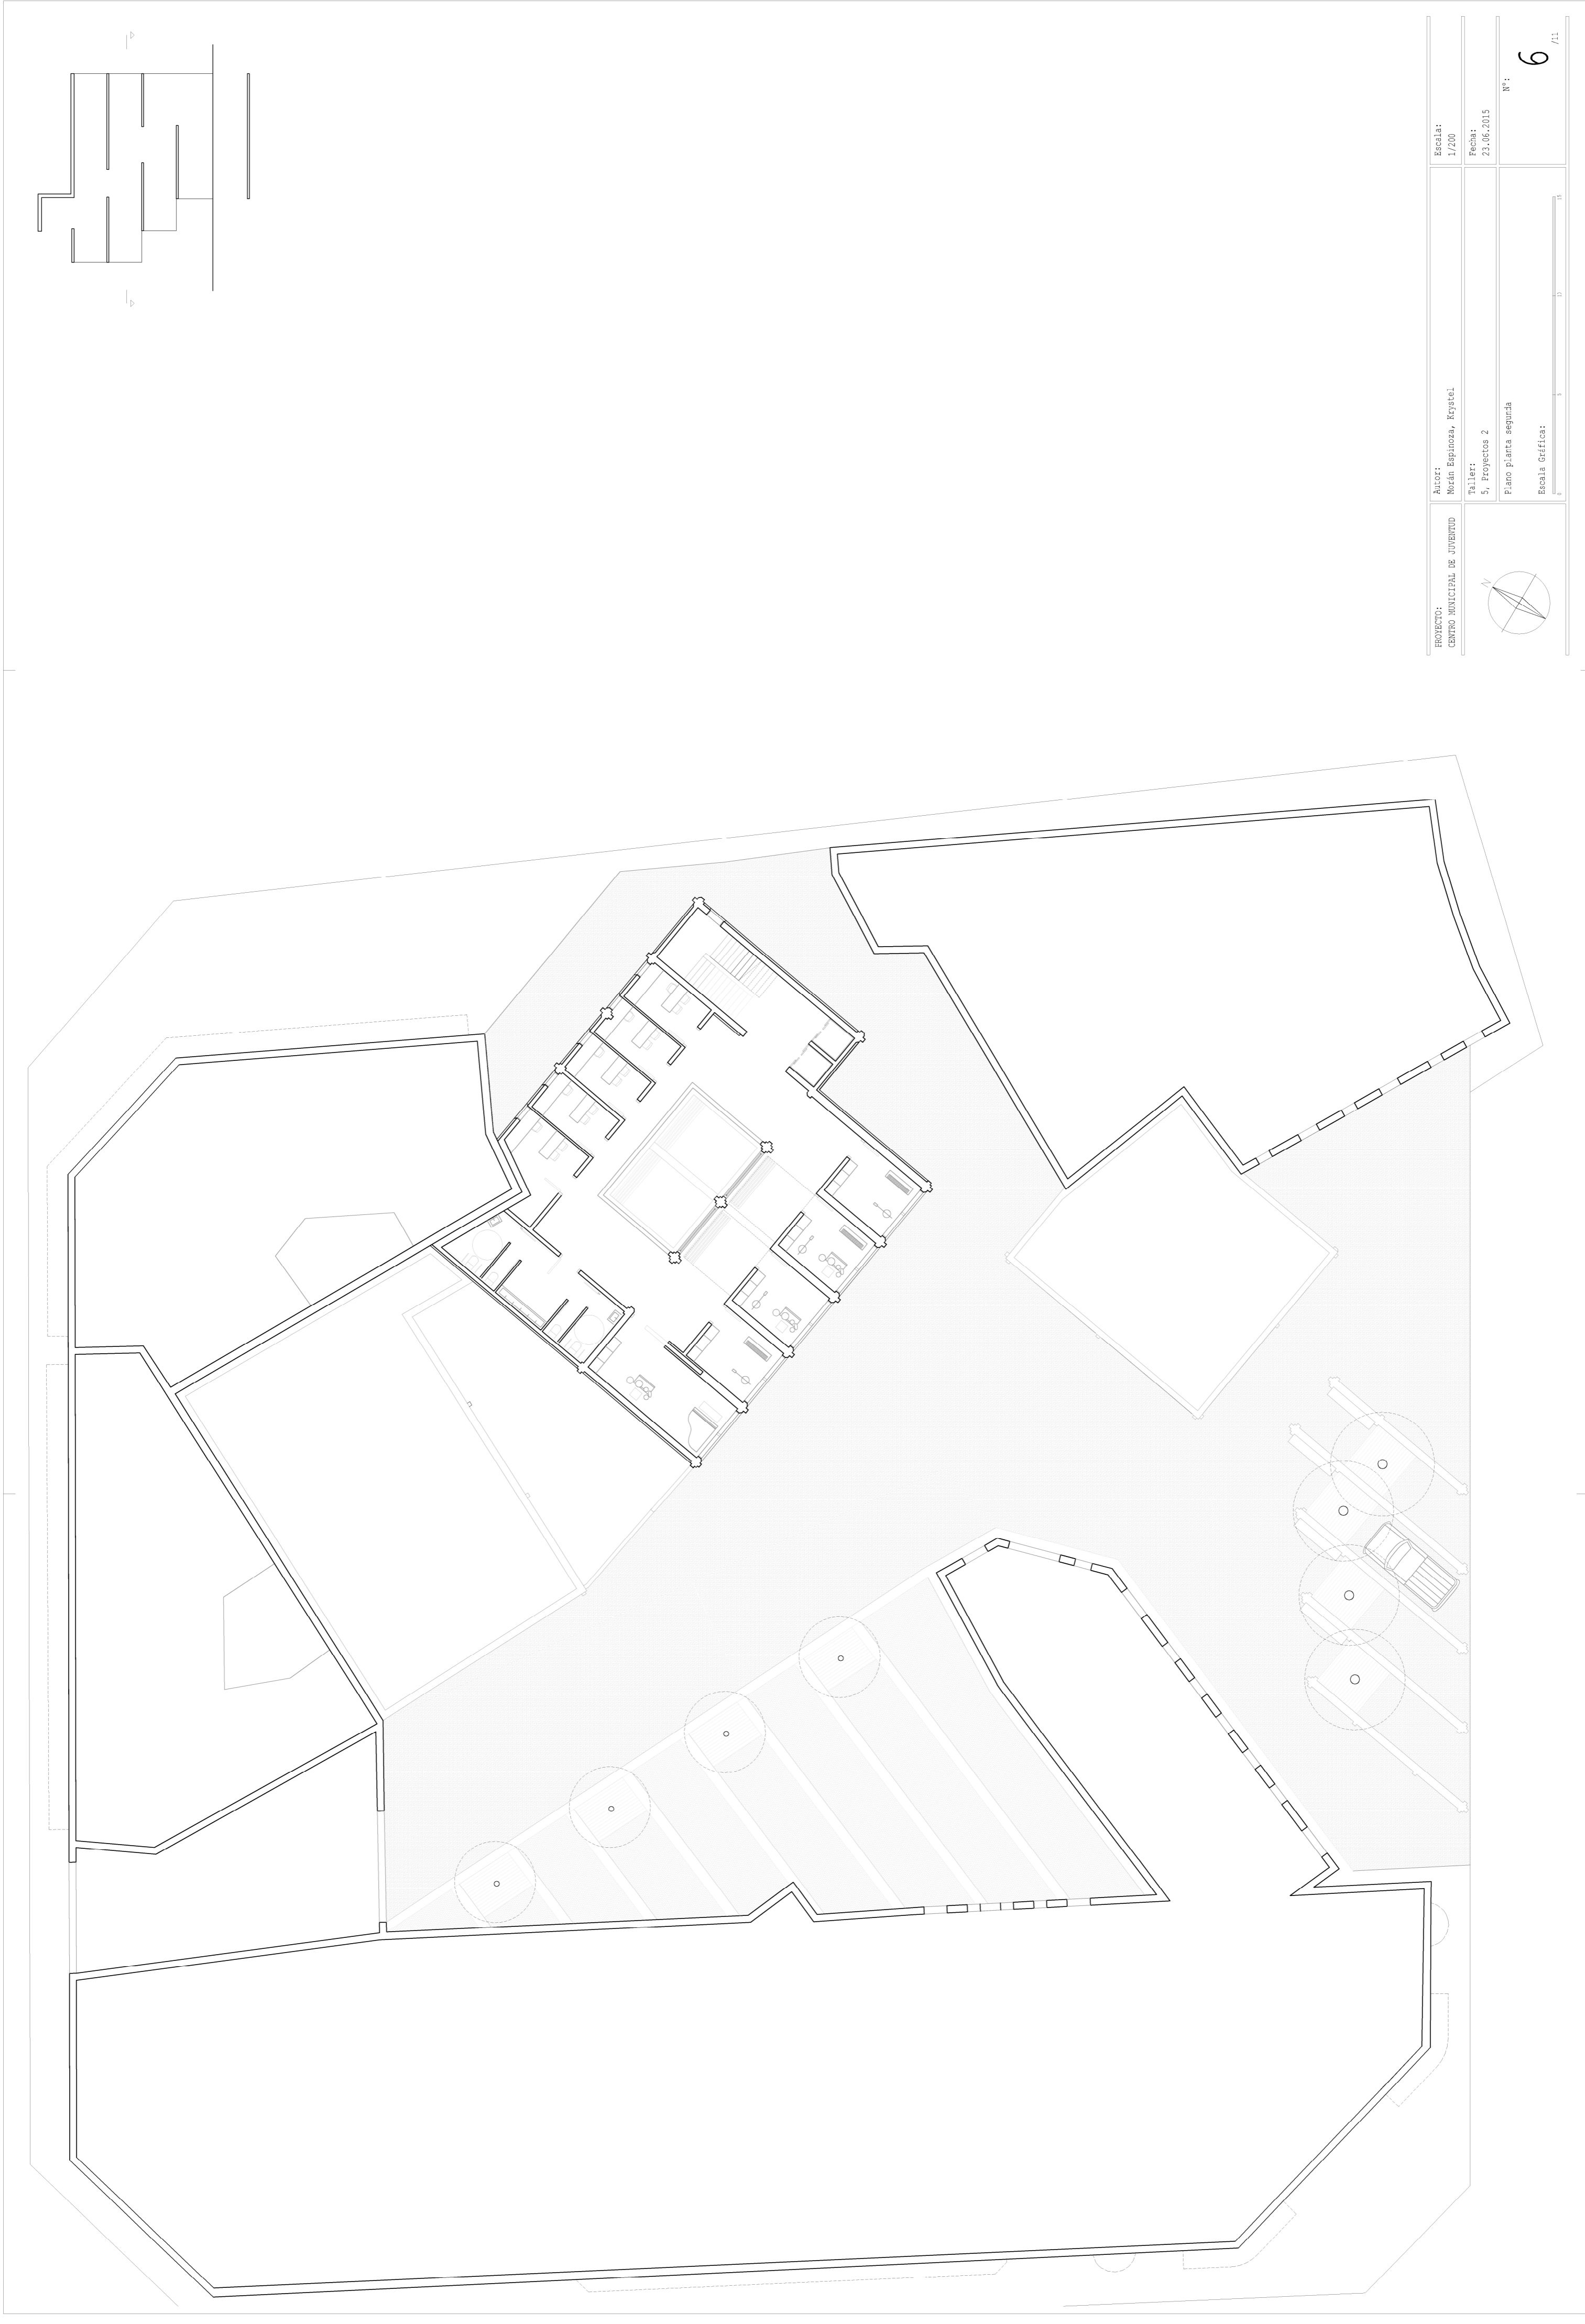 PROYECTO:
CENTRO MUNICIPAL DE JUVENTUD
Autor:
Morán Espinoza, Krystel
Escala:
1/200
Taller:
5, Proyectos 2
Fecha:
23.06.2015
Plano planta segunda
Nº:
6
/11
Escala Gráfica:
N